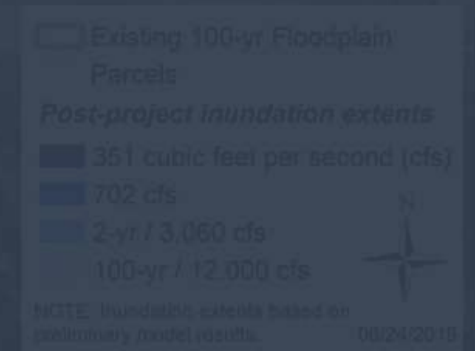 Existing 100-yr Floodplain
Parcels
Post-project inundation extents
351 cubic feet per second (cfs)
702 cfs
2-yr / 3,060 cfs
100-yr / 12,000 cfs
N
NOTE: Inundation extents based on
preliminary model results. 06/24/2019